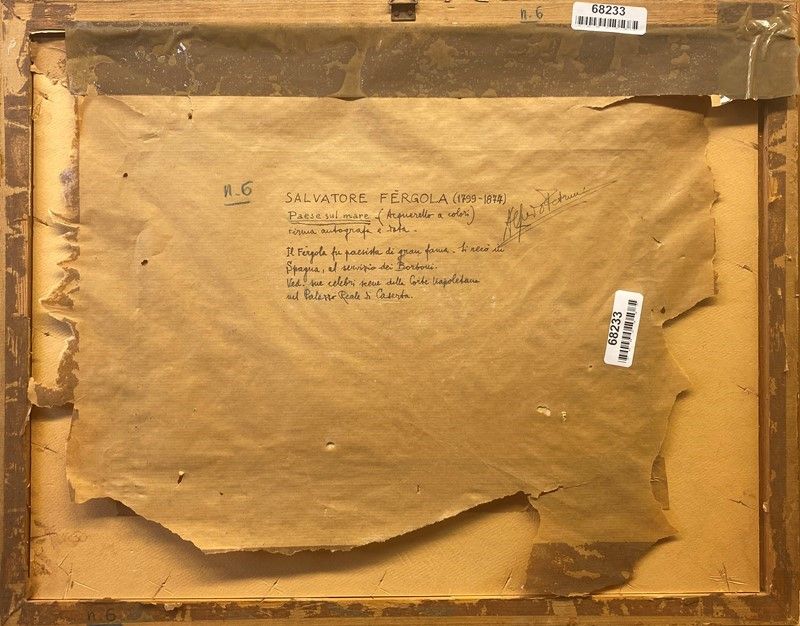 n.6
68233
n.6
SALVATORE FÈRGOLA (1799-1874)
Paese sul mare (Acquerello a colori)
firma autografa e data.
Il Fèrgola fu paesista di gran fama. Si recò in
Spagna, al servizio dei Borboni.
Ved. sue celebri scene della Corte Napoletana
nel Palazzo Reale di Caserta.
68233
n.6